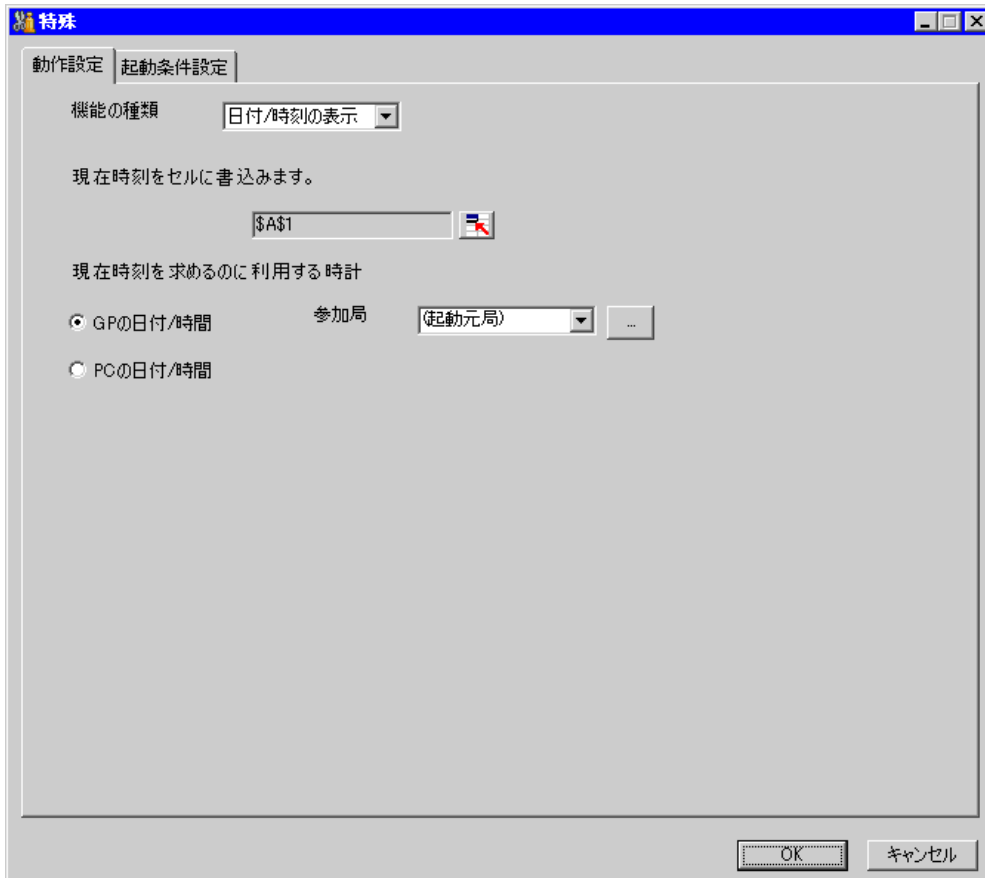 特殊
動作設定 起動条件設定
機能の種類 日付/時刻の表示
現在時刻をセルに書込みます。
$A$1
現在時刻を求めるのに利用する時計
GPの日付/時間 参加局 (起動元局) ...
PCの日付/時間
OK キャンセル